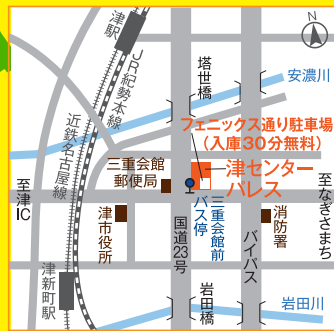 N
津駅
JR紀勢本線
塔世橋
安濃川
フェニックス通り駐車場
(入庫30分無料)
近鉄名古屋線
三重会館
郵便局
津センター
パレス
至津IC
津市役所
国道23号
三重会館前
バス停
バイパス
消防署
至なぎさまち
津新町駅
岩田橋
岩田川